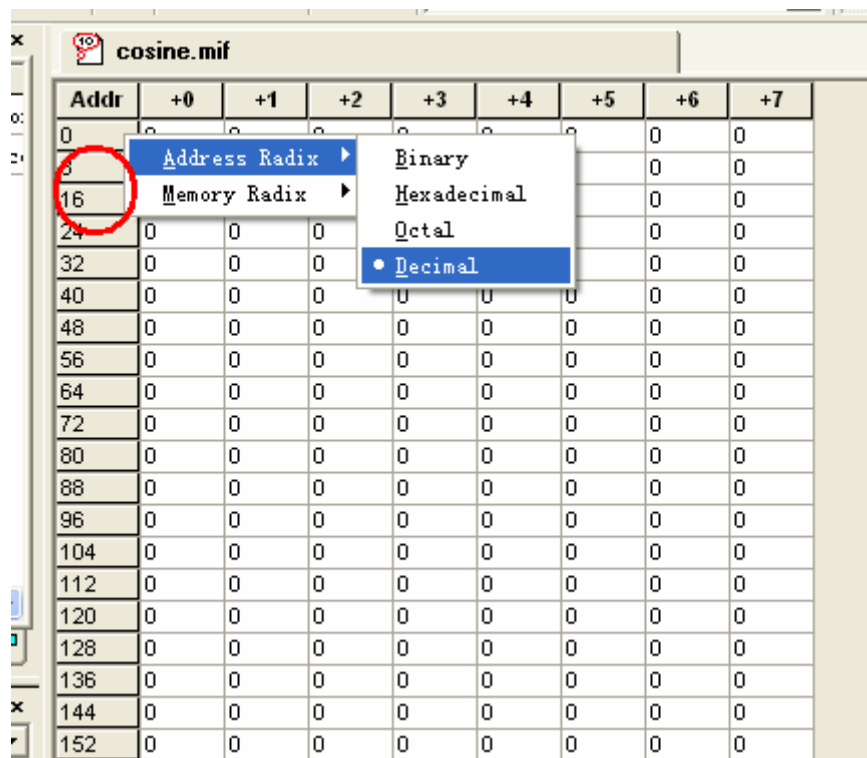 cosine.mif
Addr +0 +1 +2 +3 +4 +5 +6 +7
0 0 0
Address Radix Binary
8 0 0
16 Memory Radix Hexadecimal 0 0
24 0 0 0 Octal 0 0
32 0 0 0 Decimal 0 0
40 0 0 0 0 0 0 0 0
48 0 0 0 0 0 0 0 0
56 0 0 0 0 0 0 0 0
64 0 0 0 0 0 0 0 0
72 0 0 0 0 0 0 0 0
80 0 0 0 0 0 0 0 0
88 0 0 0 0 0 0 0 0
96 0 0 0 0 0 0 0 0
104 0 0 0 0 0 0 0 0
112 0 0 0 0 0 0 0 0
120 0 0 0 0 0 0 0 0
128 0 0 0 0 0 0 0 0
136 0 0 0 0 0 0 0 0
144 0 0 0 0 0 0 0 0
152 0 0 0 0 0 0 0 0